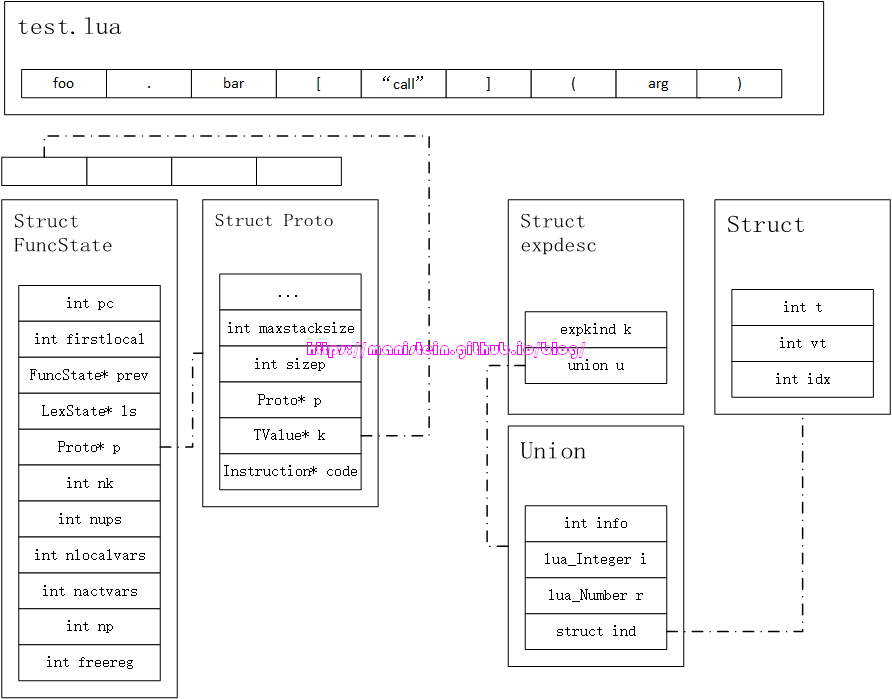 test.lua
foo . bar [ “call” ] ( arg )
Struct
FuncState
int pc
int firstlocal
FuncState* prev
LexState* ls
Proto* p
int nk
int nups
int nlocalvars
int nactvars
int np
int freereg
Struct Proto
...
int maxstacksize
int sizep
Proto* p
TValue* k
Instruction* code
https://manistein.github.io/blog/
Struct
expdesc
expkind k
union u
Union
int info
lua_Integer i
lua_Number r
struct ind
Struct
int t
int vt
int idx